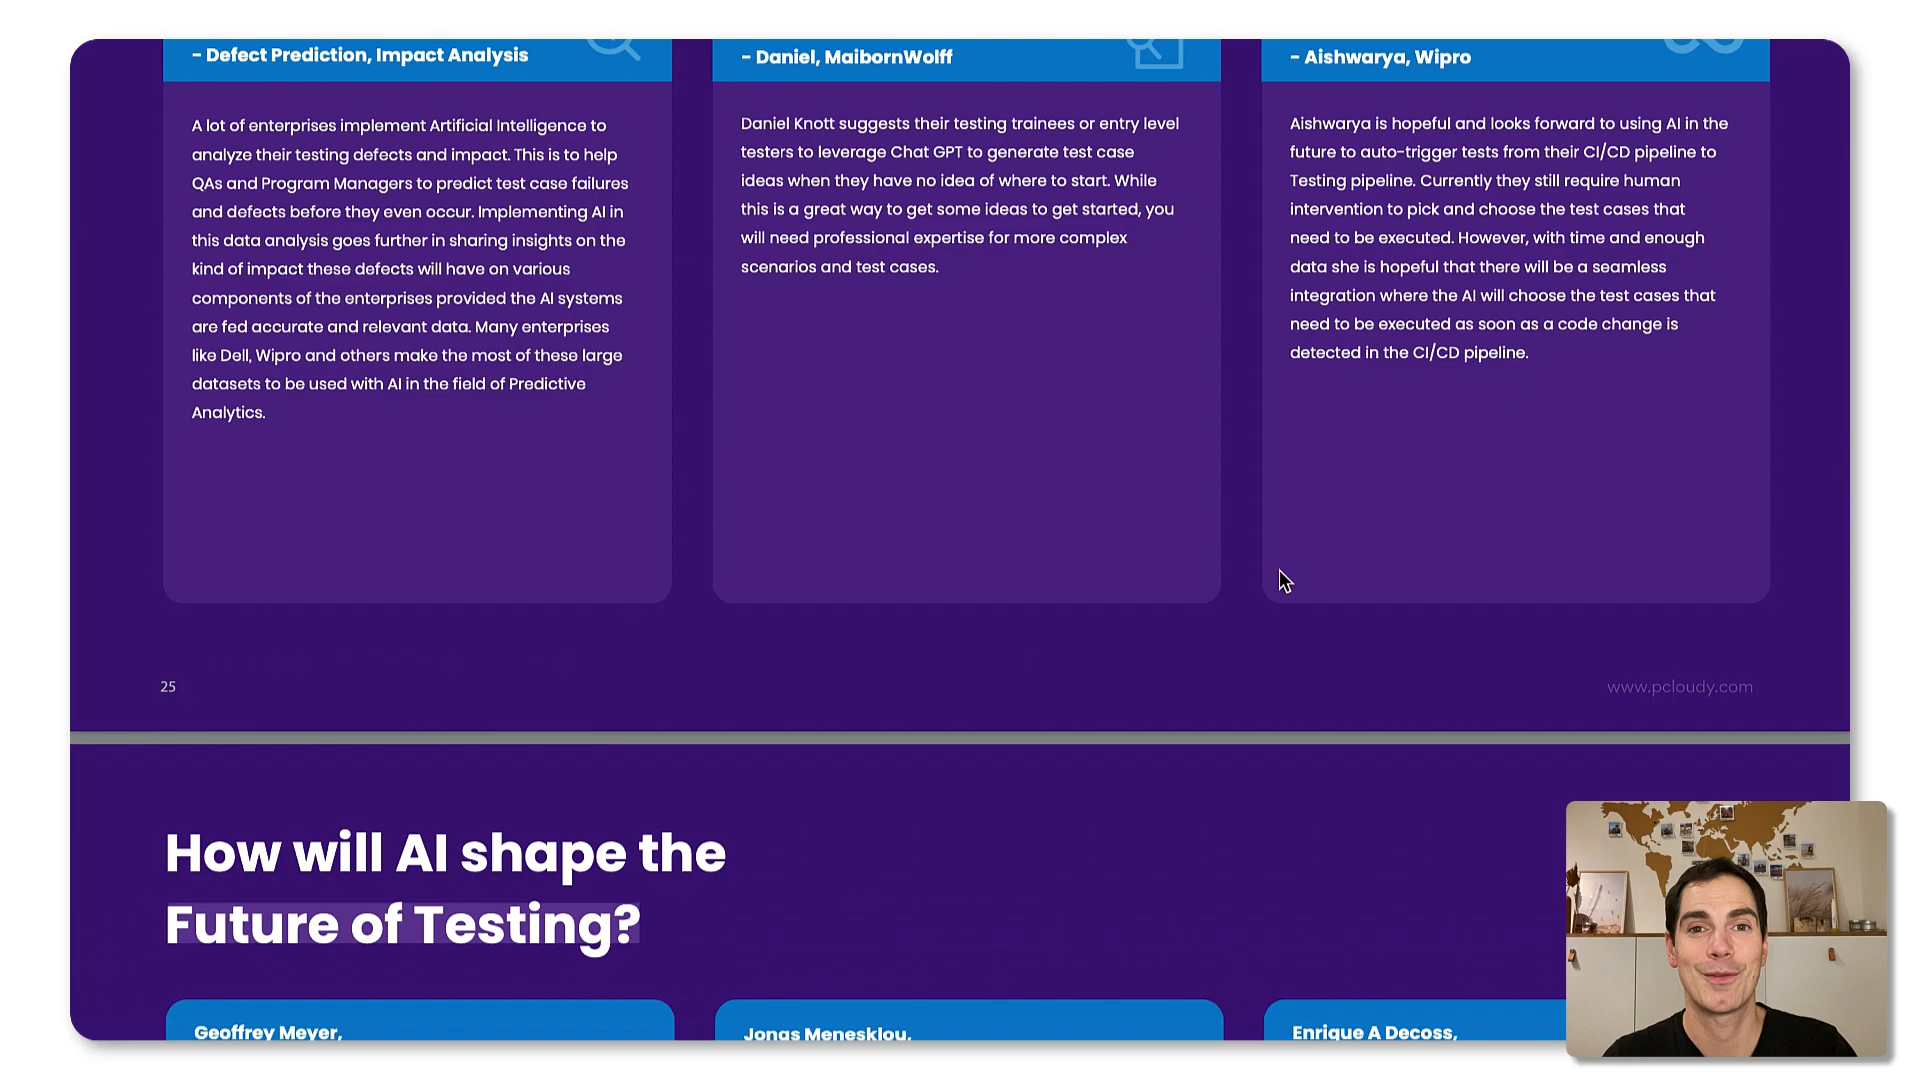 - Defect Prediction, Impact Analysis
A lot of enterprises implement Artificial Intelligence to
analyze their testing defects and impact. This is to help
QAs and Program Managers to predict test case failures
and defects before they even occur. Implementing AI in
this data analysis goes further in sharing insights on the
kind of impact these defects will have on various
components of the enterprises provided the AI systems
are fed accurate and relevant data. Many enterprises
like Dell, Wipro and others make the most of these large
datasets to be used with AI in the field of Predictive
Analytics.
- Daniel, MaibornWolff
Daniel Knott suggests their testing trainees or entry level
testers to leverage Chat GPT to generate test case
ideas when they have no idea of where to start. While
this is a great way to get some ideas to get started, you
will need professional expertise for more complex
scenarios and test cases.
- Aishwarya, Wipro
Aishwarya is hopeful and looks forward to using AI in the
future to auto-trigger tests from their CI/CD pipeline to
Testing pipeline. Currently they still require human
intervention to pick and choose the test cases that
need to be executed. However, with time and enough
data she is hopeful that there will be a seamless
integration where the AI will choose the test cases that
need to be executed as soon as a code change is
detected in the CI/CD pipeline.
25
www.pcloudy.com
How will AI shape the
Future of Testing?
Geoffrey Meyer,
Jonas Menesklou,
Enrique A Decoss,